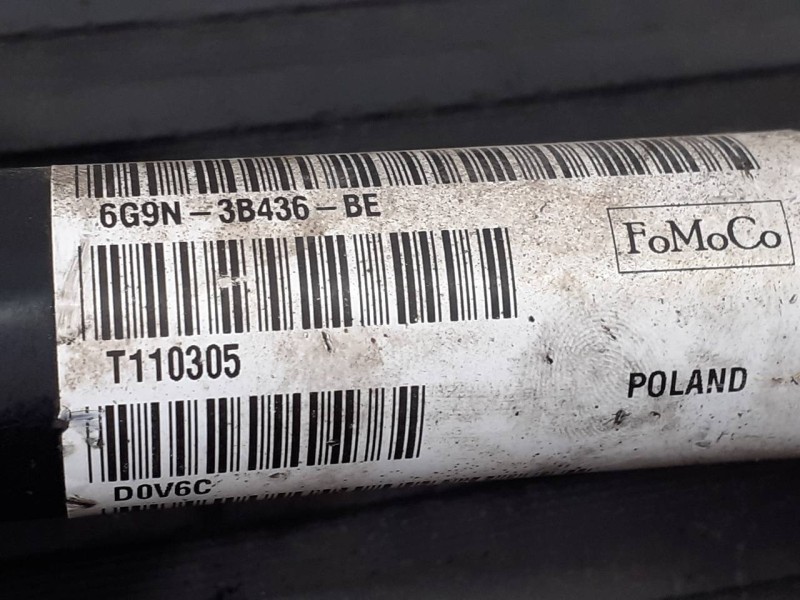 6G9N-3B436-BE
FoMoCo
T110305
POLAND
D0V6C